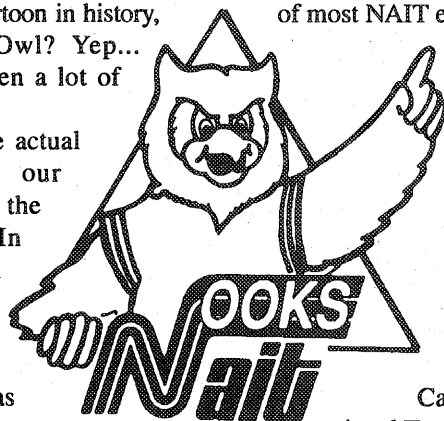 rtoon in history,
of most NAIT e
Owl? Yep...
en a lot of
e actual
our
the
In
OOKS
Nait
as
Ca